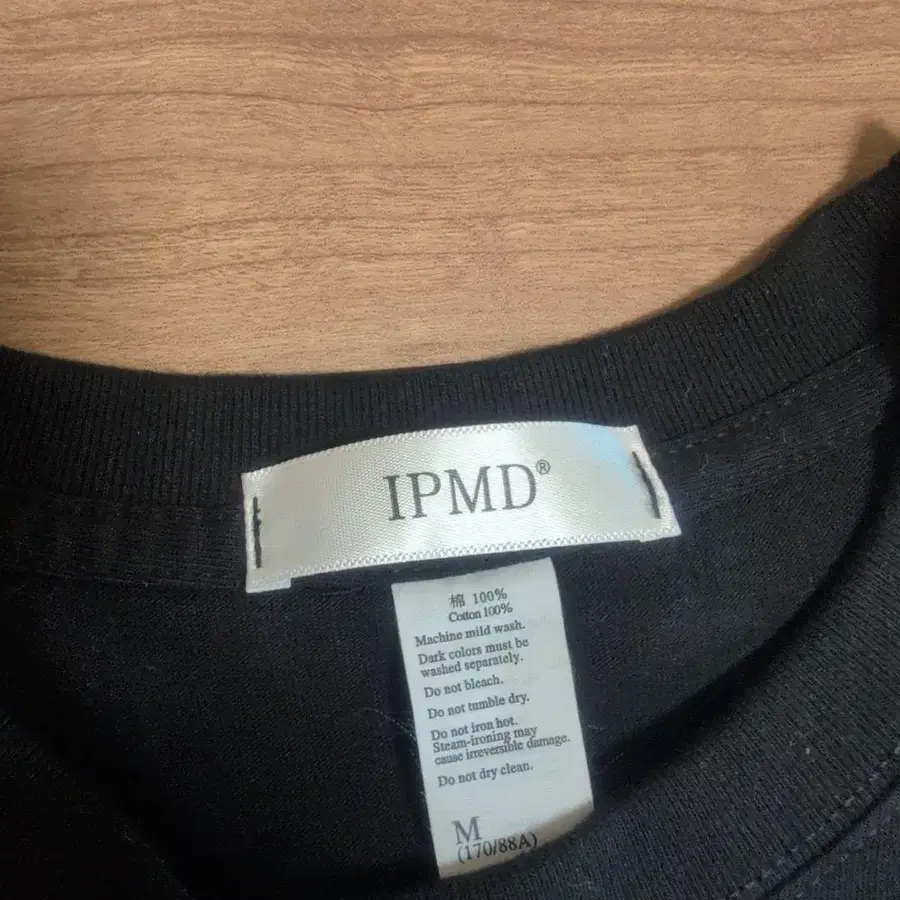 IPMD®
棉 100%
Cotton 100%
Machine mild wash.
Dark colors must be
washed separately.
Do not bleach.
Do not tumble dry.
Do not iron hot.
Steam-ironing may
cause irreversible damage.
Do not dry clean.
M
(170/88A)